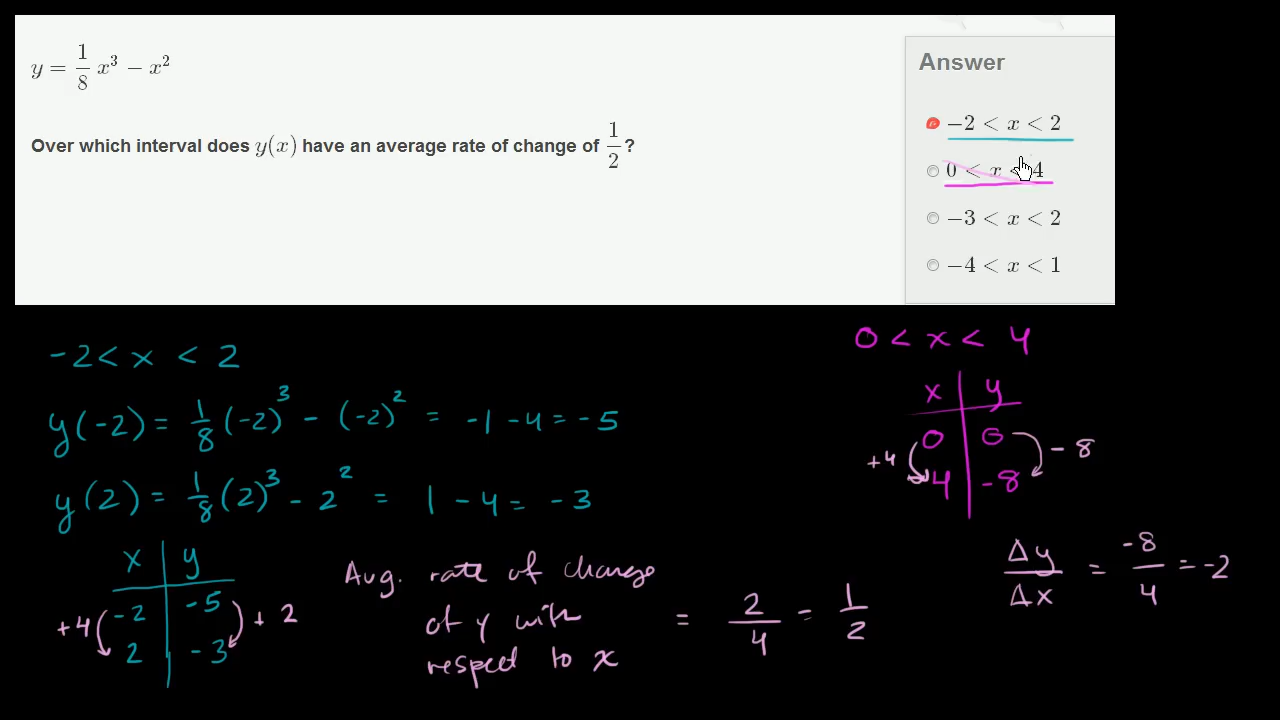 y = 1/8 x³ − x²
Over which interval does y(x) have an average rate of change of 1/2?
Answer
−2 < x < 2
0 < x < 4
−3 < x < 2
−4 < x < 1
-2 < x < 2
y(-2) = 1/8 (-2)³ - (-2)² = -1 - 4 = -5
y(2) = 1/8 (2)³ - 2² = 1 - 4 = -3
x y
-2 -5
+4 + 2
2 -3
Avg. rate of change
of y with
respect to x
= 2/4 = 1/2
0 < x < 4
x y
0 0
+4 - 8
4 -8
Δy/Δx = -8/4 = -2